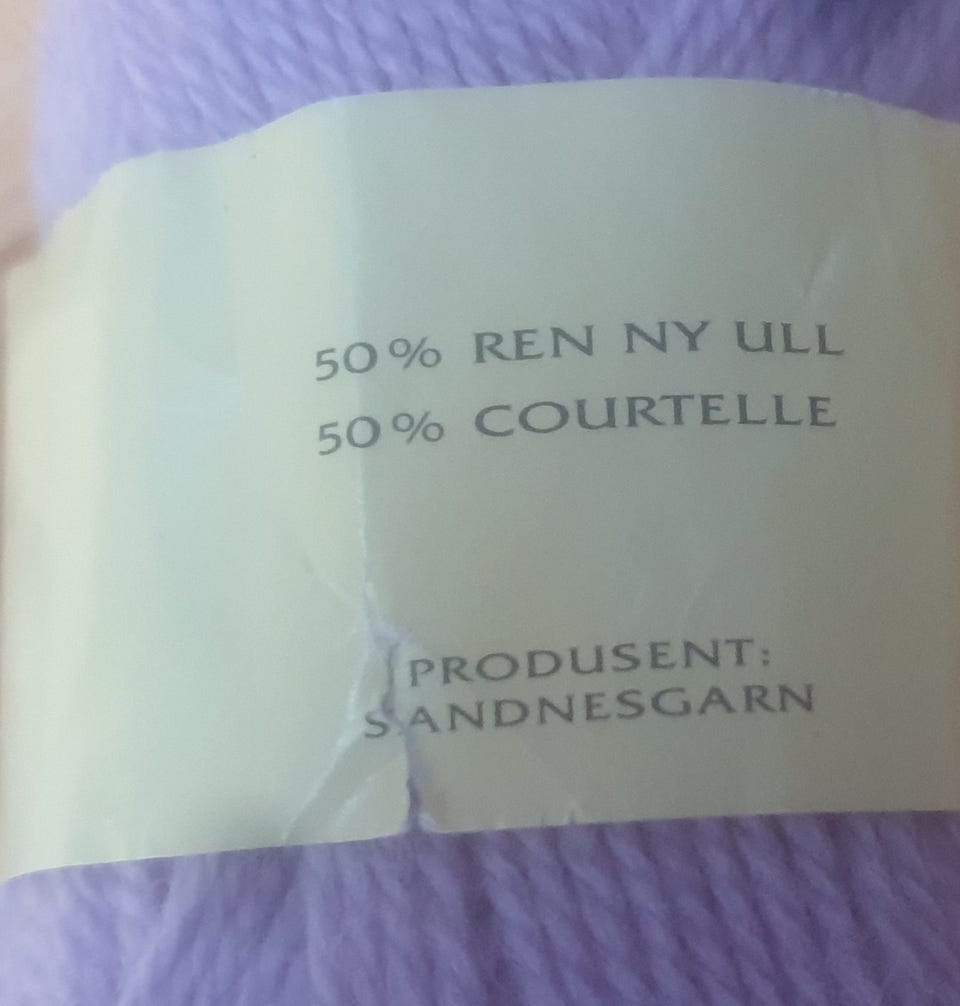 50% REN NY ULL
50% COURTELLE
PRODUSENT:
SANDNESGARN